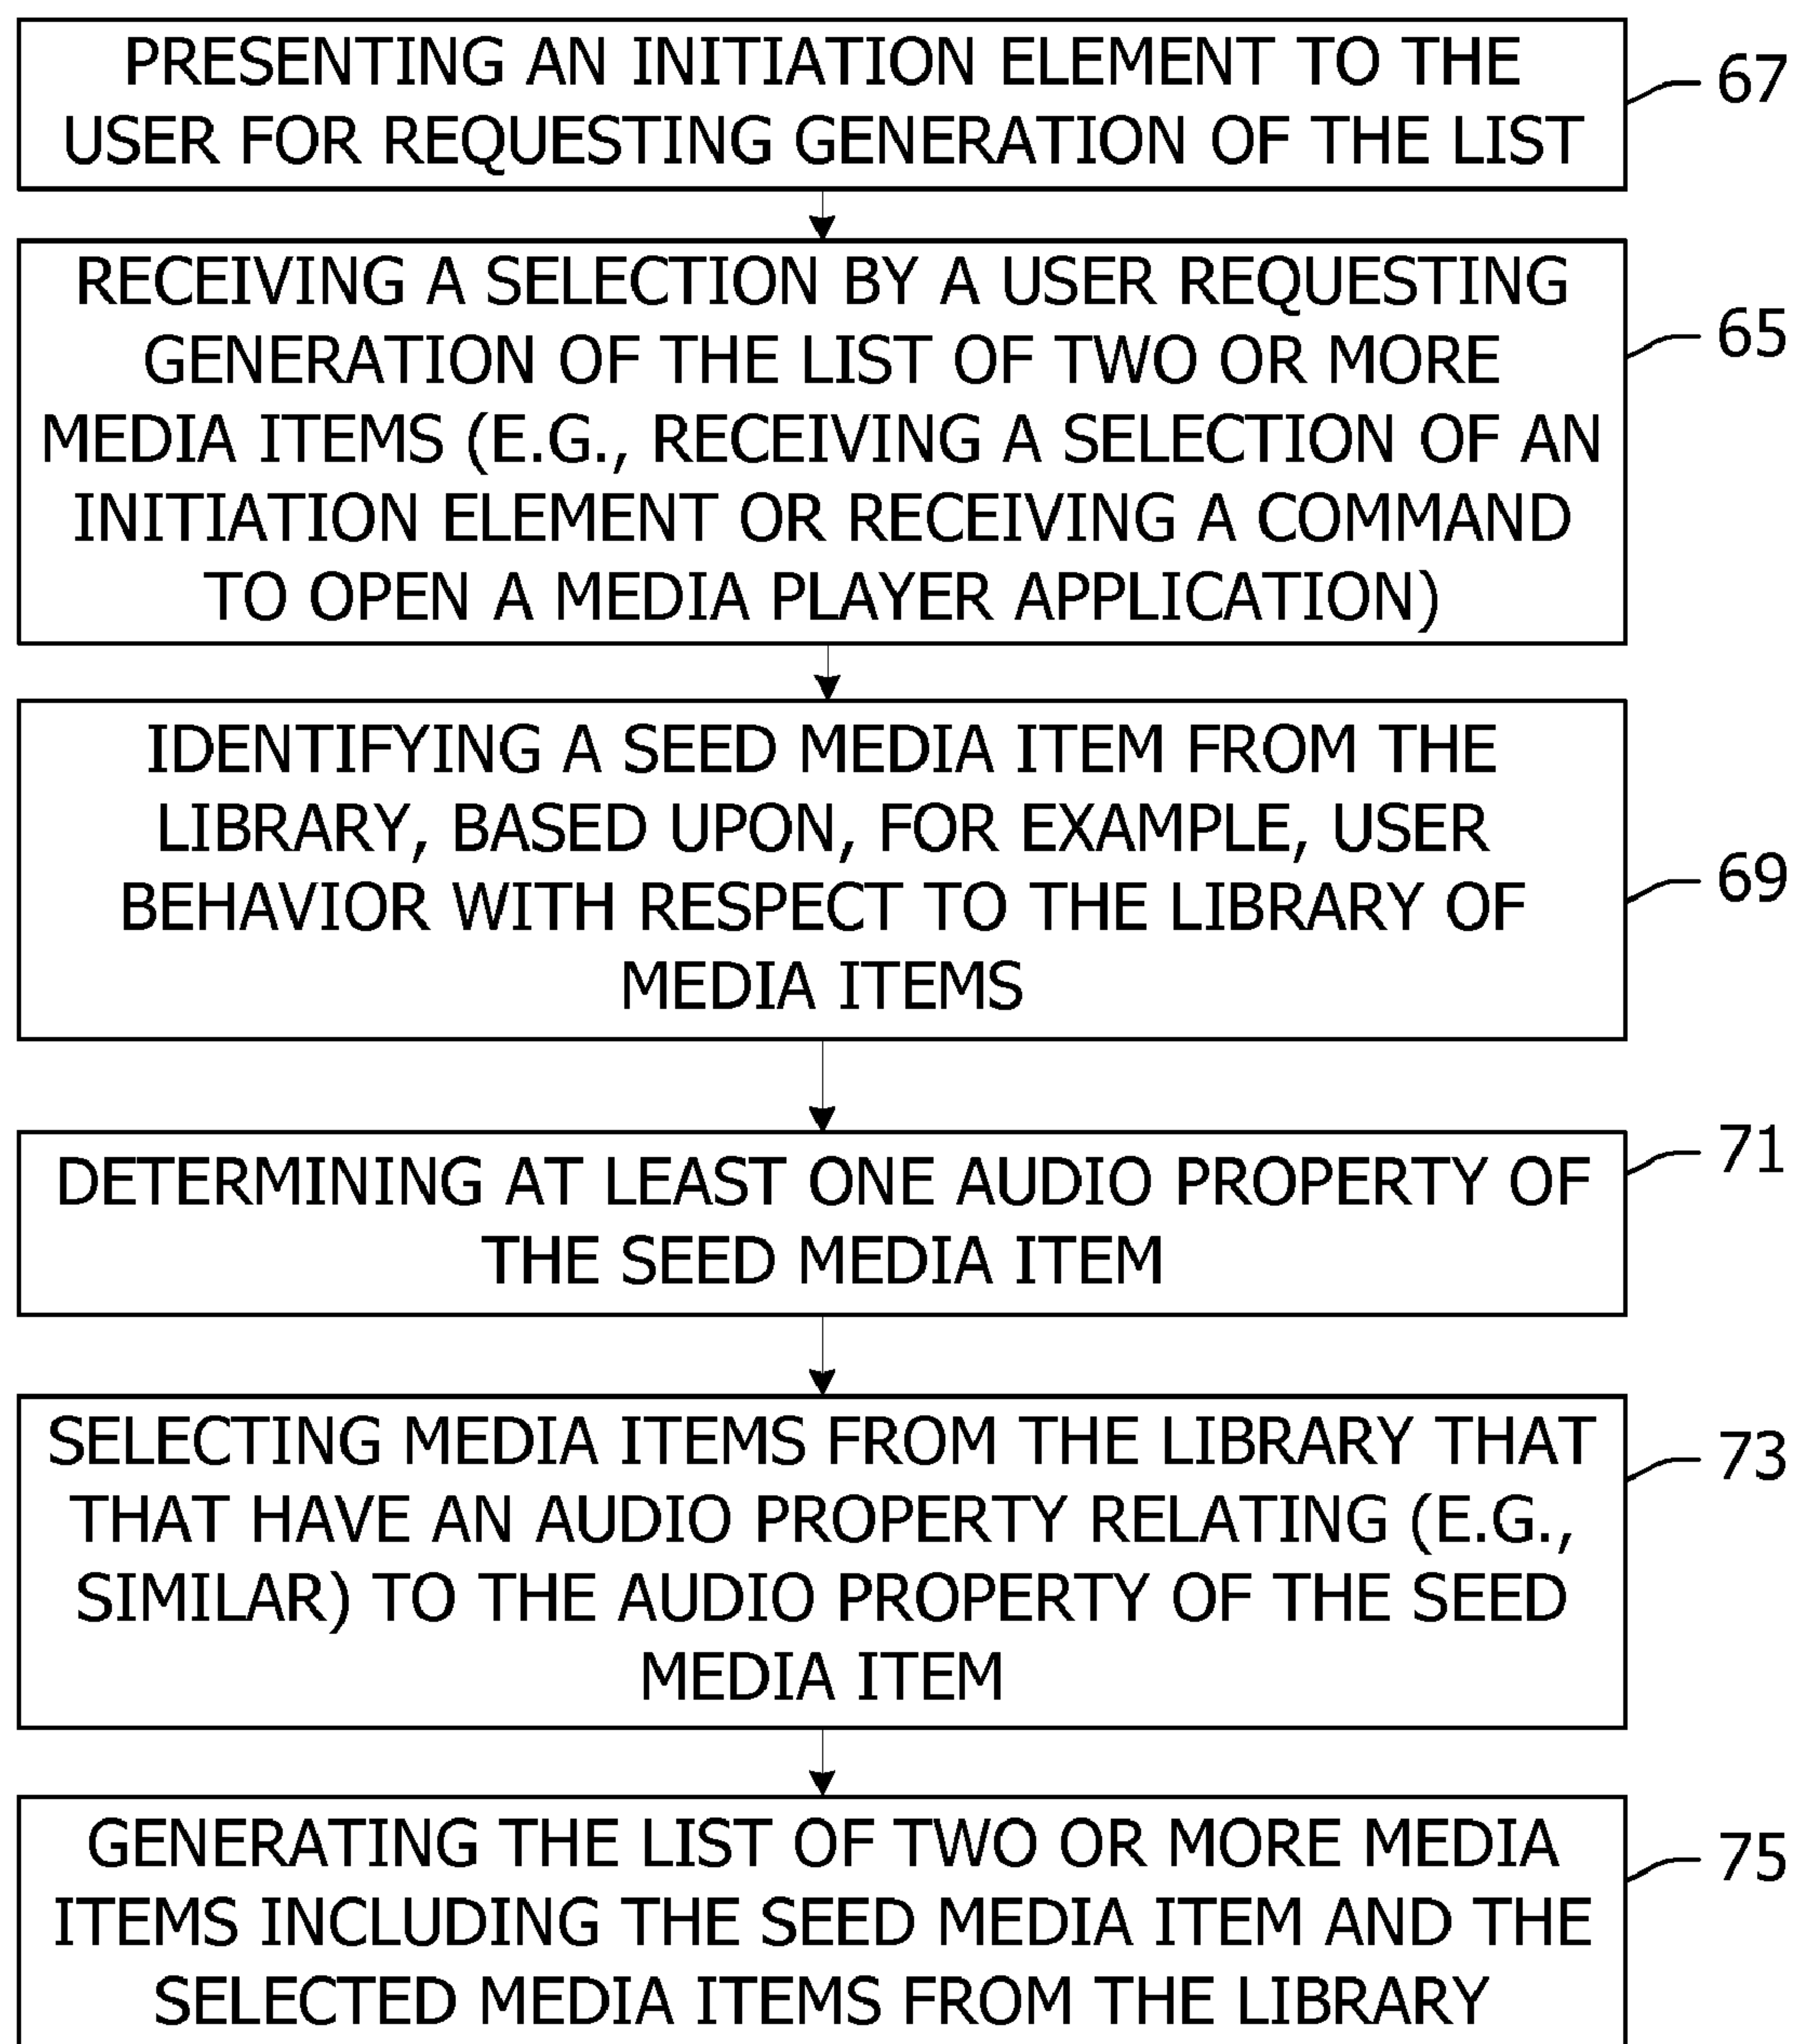 PRESENTING AN INITIATION ELEMENT TO THE
USER FOR REQUESTING GENERATION OF THE LIST
67
RECEIVING A SELECTION BY A USER REQUESTING
GENERATION OF THE LIST OF TWO OR MORE
MEDIA ITEMS (E.G., RECEIVING A SELECTION OF AN
INITIATION ELEMENT OR RECEIVING A COMMAND
TO OPEN A MEDIA PLAYER APPLICATION)
65
IDENTIFYING A SEED MEDIA ITEM FROM THE
LIBRARY, BASED UPON, FOR EXAMPLE, USER
BEHAVIOR WITH RESPECT TO THE LIBRARY OF
MEDIA ITEMS
69
DETERMINING AT LEAST ONE AUDIO PROPERTY OF
THE SEED MEDIA ITEM
71
SELECTING MEDIA ITEMS FROM THE LIBRARY THAT
THAT HAVE AN AUDIO PROPERTY RELATING (E.G.,
SIMILAR) TO THE AUDIO PROPERTY OF THE SEED
MEDIA ITEM
73
GENERATING THE LIST OF TWO OR MORE MEDIA
ITEMS INCLUDING THE SEED MEDIA ITEM AND THE
SELECTED MEDIA ITEMS FROM THE LIBRARY
75